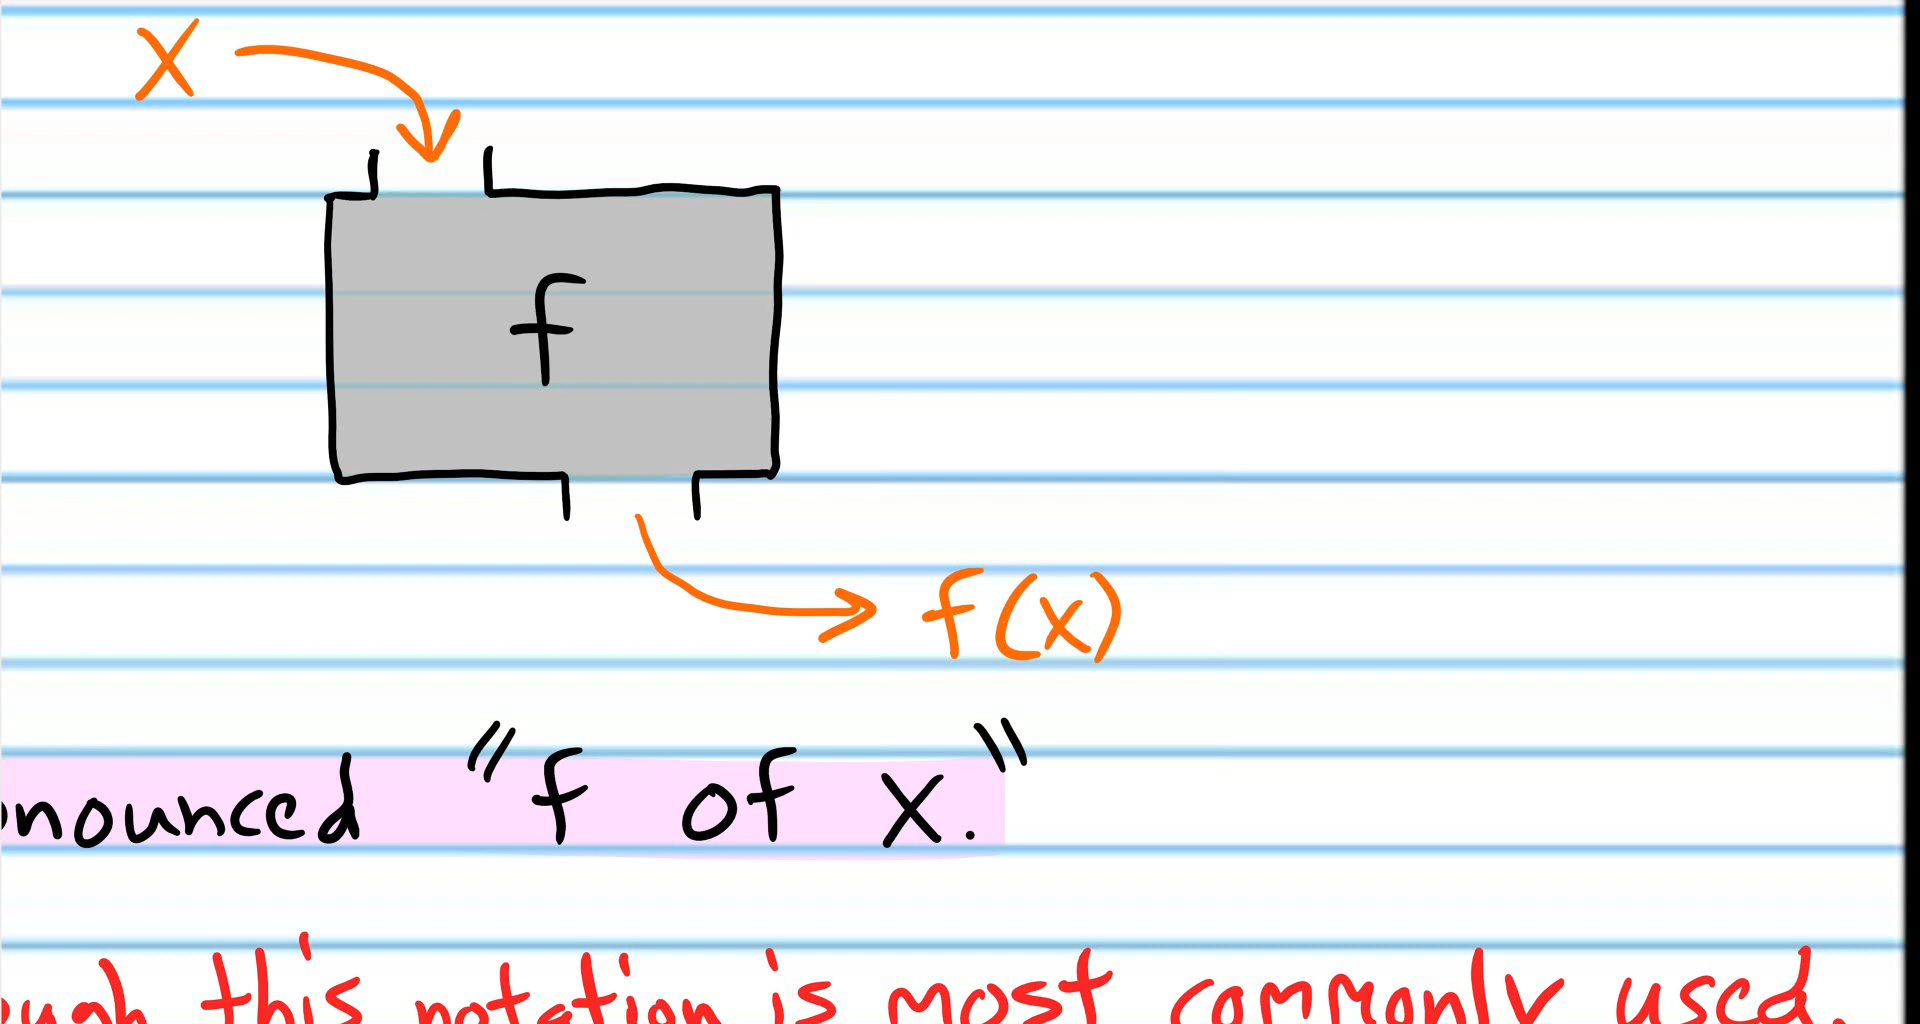 X
f
f(x)
nounced "f of x."
this notation is most commonly used.